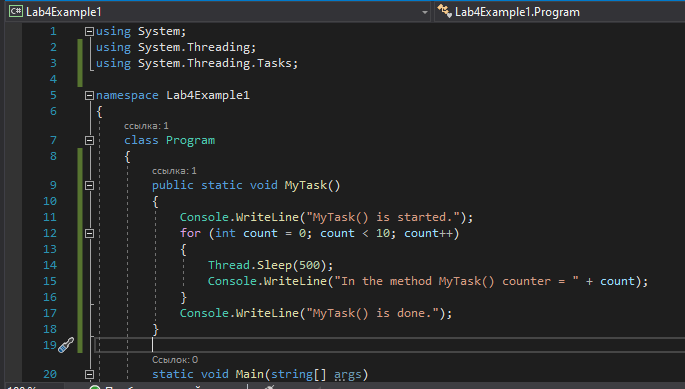 C# Lab4Example1 Lab4Example1.Program
1 using System;
2 using System.Threading;
3 using System.Threading.Tasks;
4
5 namespace Lab4Example1
6 {
ссылка: 1
7 class Program
8 {
ссылка: 1
9 public static void MyTask()
10 {
11 Console.WriteLine("MyTask() is started.");
12 for (int count = 0; count < 10; count++)
13 {
14 Thread.Sleep(500);
15 Console.WriteLine("In the method MyTask() counter = " + count);
16 }
17 Console.WriteLine("MyTask() is done.");
18 }
19
Ссылок: 0
20 static void Main(string[] args)